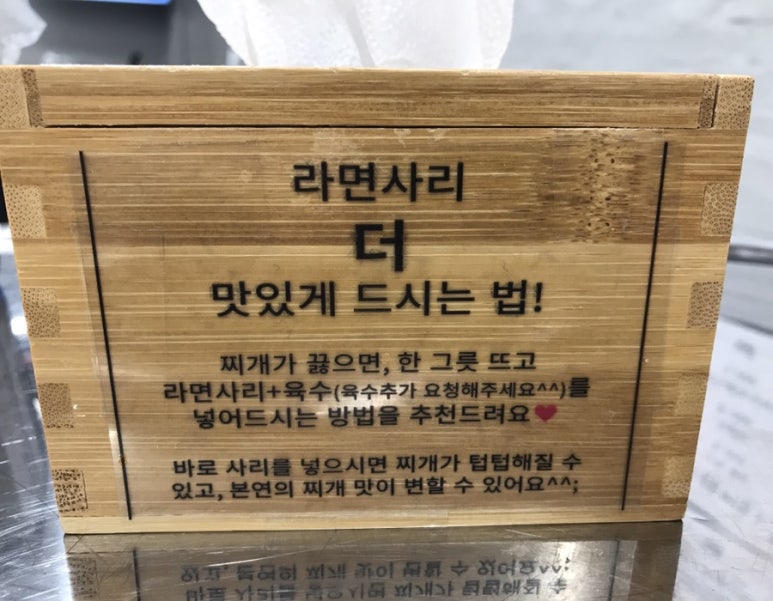 라면사리
더
맛있게 드시는 법!
찌개가 끓으면, 한 그릇 뜨고
라면사리+육수(육수추가 요청해주세요^^)를
넣어드시는 방법을 추천드려요❤
바로 사리를 넣으시면 찌개가 텁텁해질 수
있고, 본연의 찌개 맛이 변할 수 있어요^^;